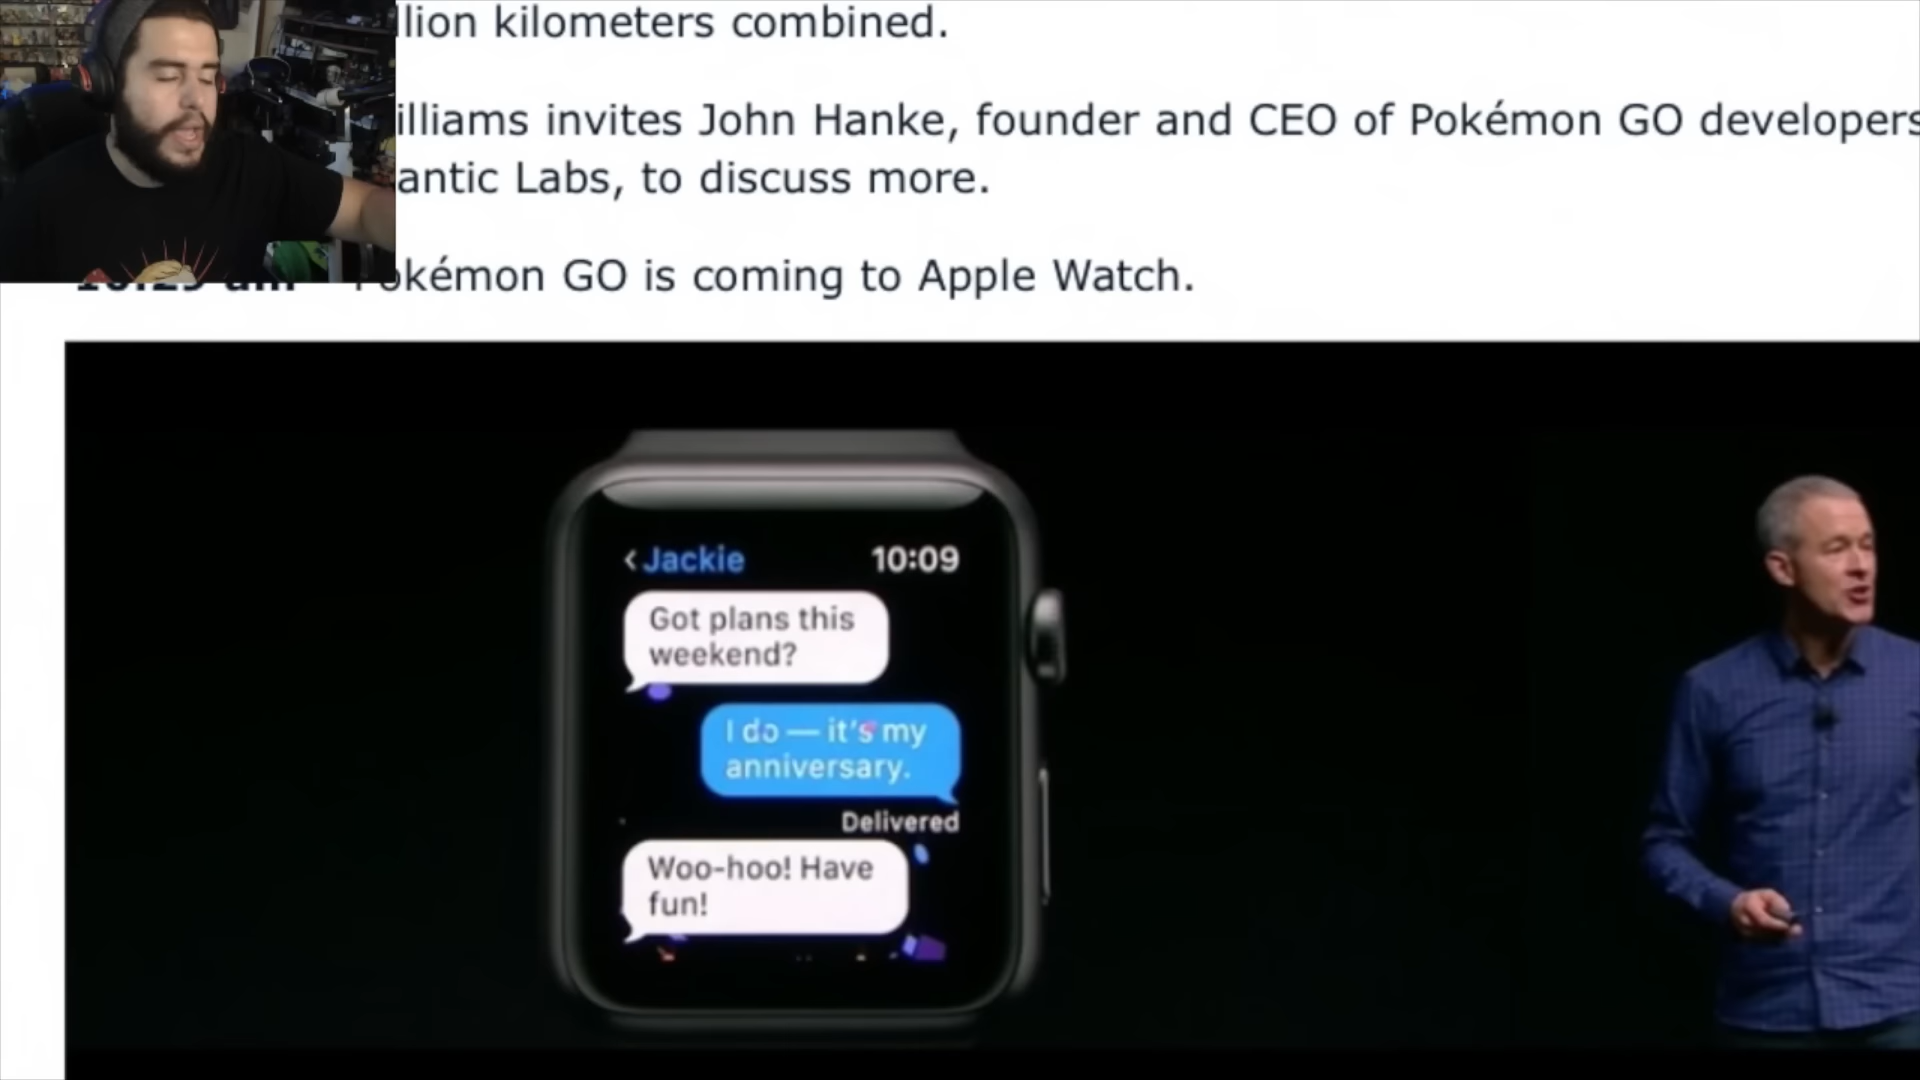 llion kilometers combined.
illiams invites John Hanke, founder and CEO of Pokémon GO developers
antic Labs, to discuss more.
okémon GO is coming to Apple Watch.
< Jackie 10:09
Got plans this
weekend?
I do — it's my
anniversary.
Delivered
Woo-hoo! Have
fun!